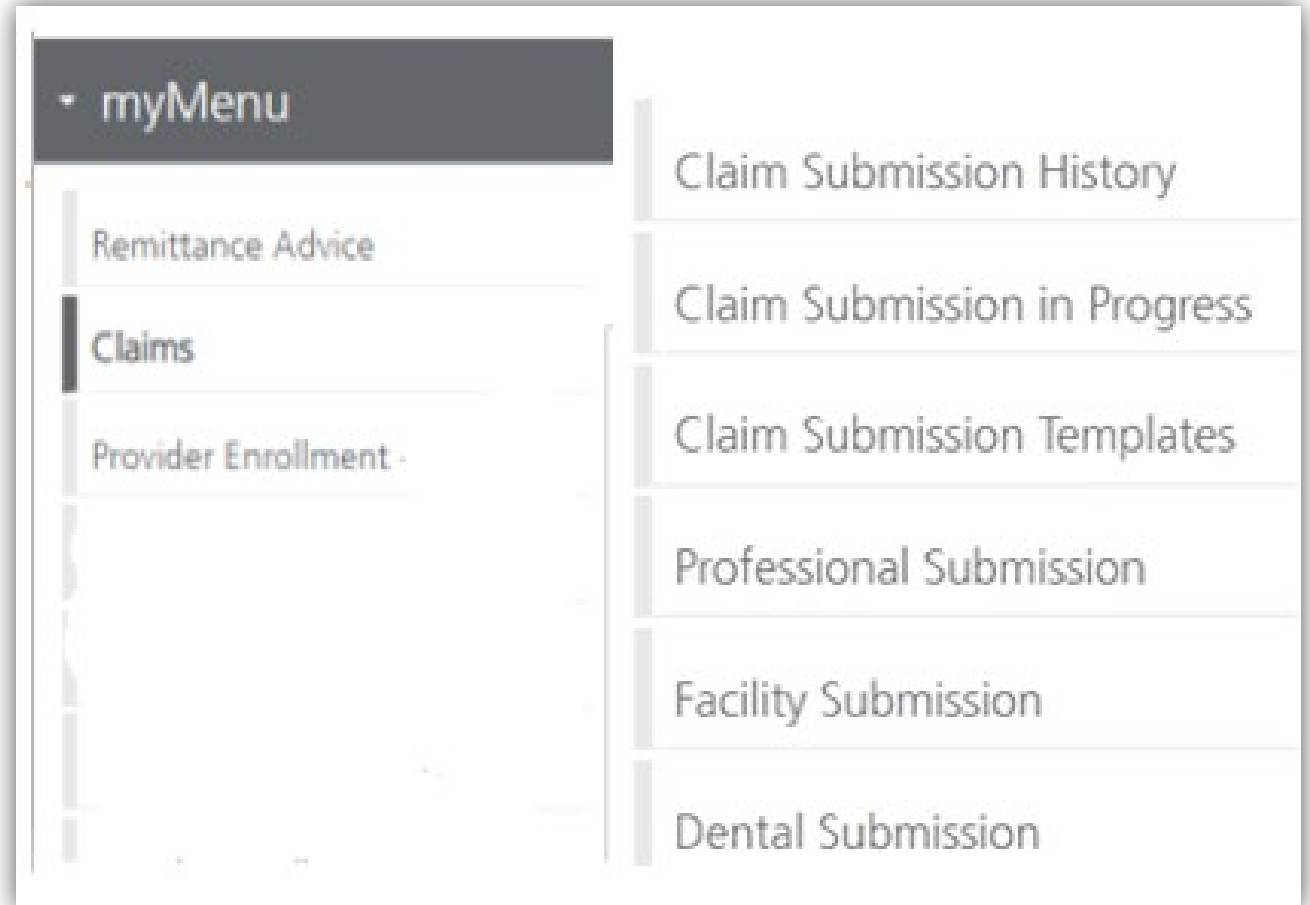 myMenu
Remittance Advice
Claims
Provider Enrollment
Claim Submission History
Claim Submission in Progress
Claim Submission Templates
Professional Submission
Facility Submission
Dental Submission